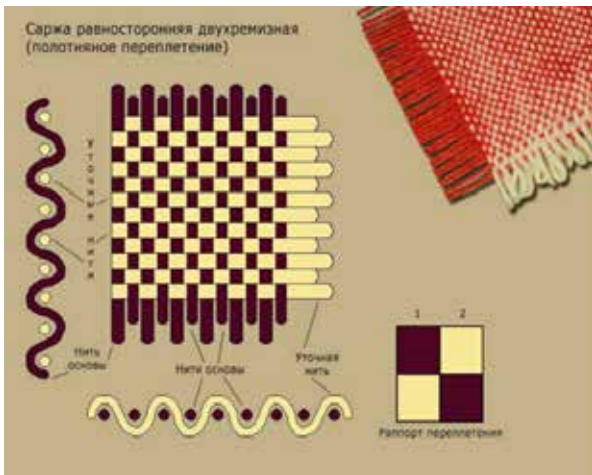 Саржа равносторонняя двухремизная
(полотняное переплетение)
Уточные нити
Нить
основы
Нити основы
Уточная
нить
1 2
Раппорт переплетения